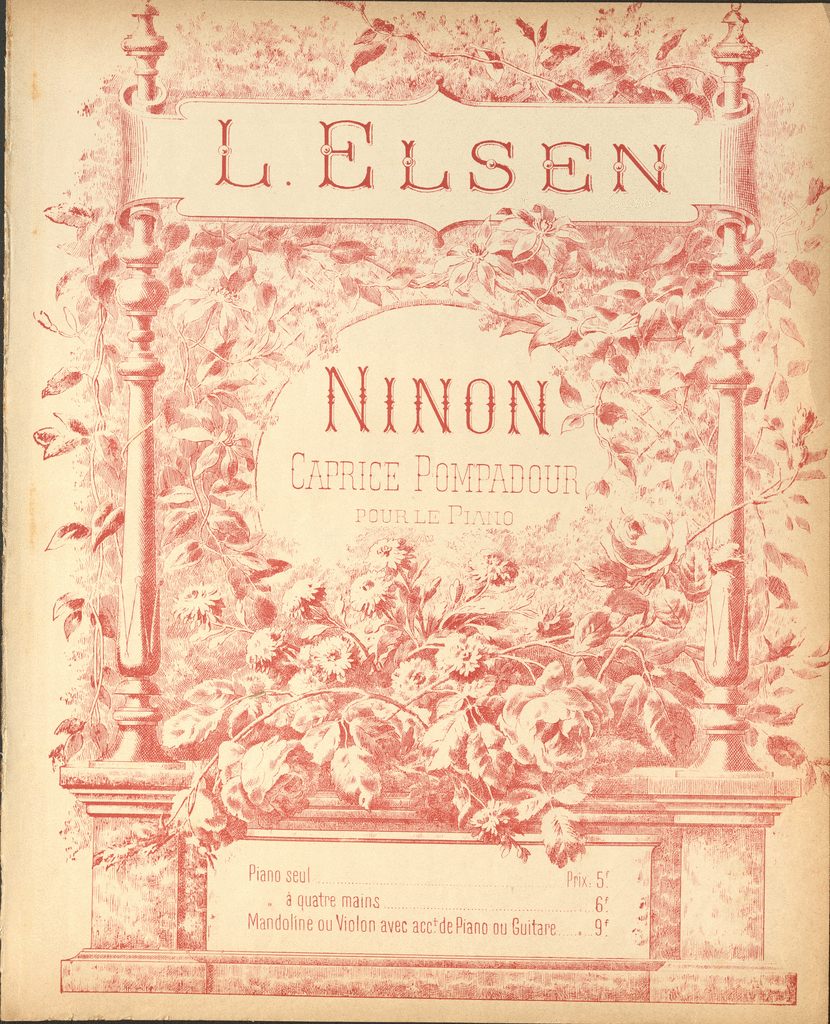 L. ELSEN
NINON
CAPRICE POMPADOUR
POUR LE PIANO
Piano seul Prix: 5f
" à quatre mains 6f
Mandoline ou Violon avec acct de Piano ou Guitare " 9f